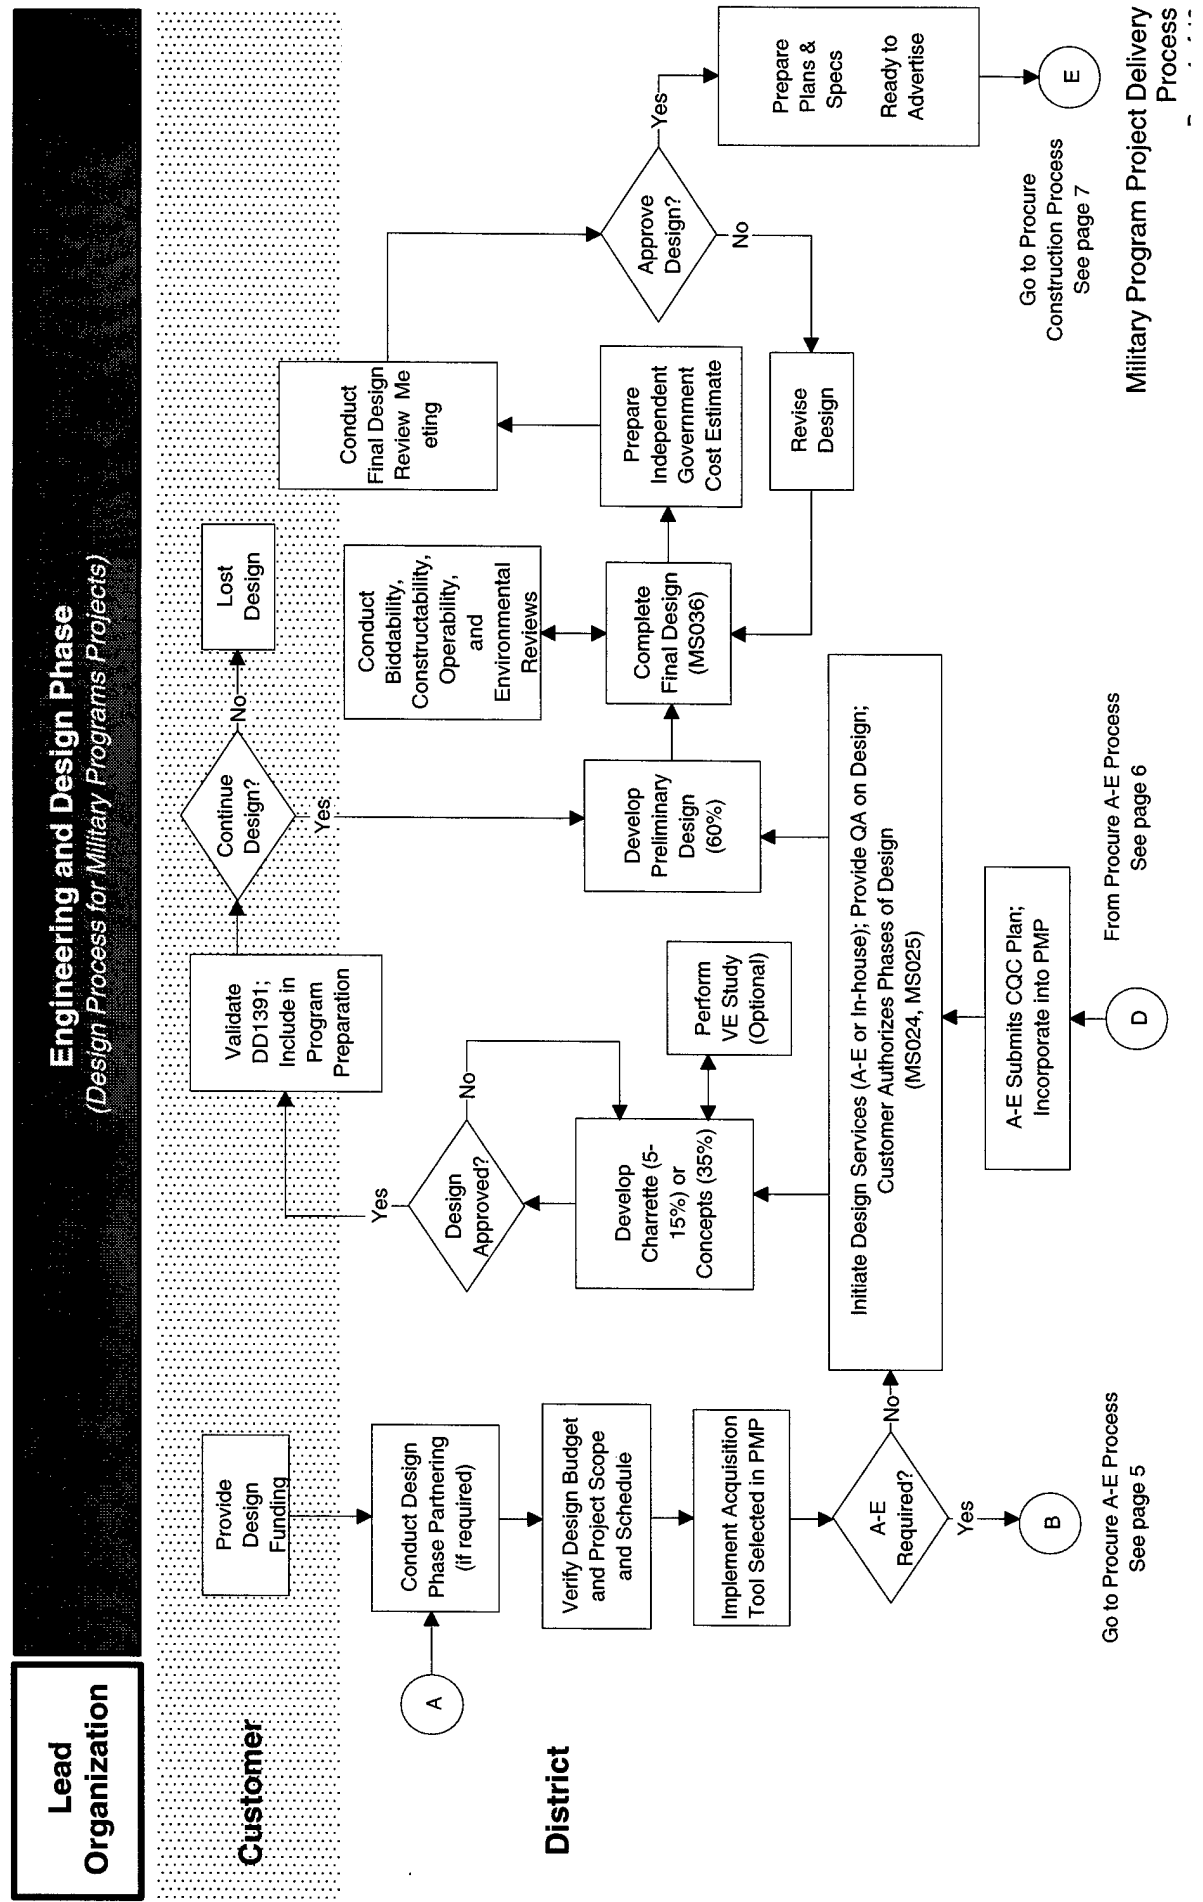 Lead
Organization
Engineering and Design Phase
(Design Process for Military Programs Projects)
Customer
Provide
Design
Funding
Validate
DD1391;
Include in
Program
Preparation
Continue
Design?
No
Lost
Design
Yes
District
A
Conduct Design
Phase Partnering
(if required)
Verify Design Budget
and Project Scope
and Schedule
Implement Acquisition
Tool Selected in PMP
A-E
Required?
No
Yes
B
Go to Procure A-E Process
See page 5
Yes
Design
Approved?
No
Develop
Charrette (5-
15%) or
Concepts (35%)
Perform
VE Study
(Optional)
Initiate Design Services (A-E or In-house); Provide QA on Design;
Customer Authorizes Phases of Design
(MS024, MS025)
A-E Submits CQC Plan;
Incorporate into PMP
D
From Procure A-E Process
See page 6
Develop
Preliminary
Design
(60%)
Conduct
Biddability,
Constructability,
Operability,
and
Environmental
Reviews
Complete
Final Design
(MS036)
Conduct
Final Design
Review Me
eting
Prepare
Independent
Government
Cost Estimate
Revise
Design
Approve
Design?
Yes
No
Prepare
Plans &
Specs
Ready to
Advertise
E
Go to Procure
Construction Process
See page 7
Military Program Project Delivery
Process